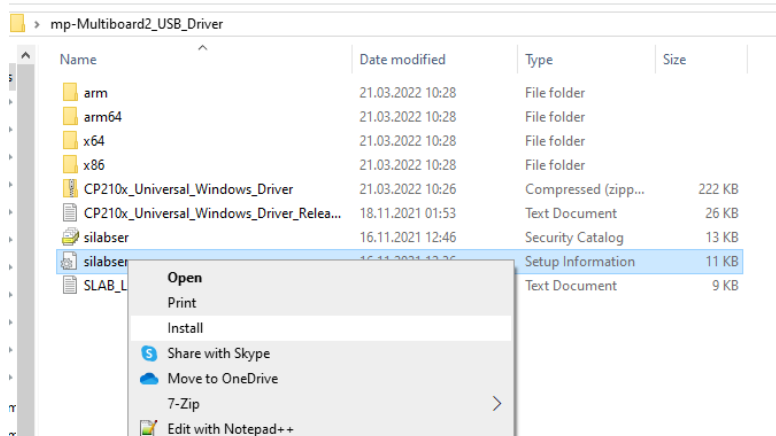 mp-Multiboard2_USB_Driver
Name Date modified Type Size
arm 21.03.2022 10:28 File folder
arm64 21.03.2022 10:28 File folder
x64 21.03.2022 10:28 File folder
x86 21.03.2022 10:28 File folder
CP210x_Universal_Windows_Driver 21.03.2022 10:26 Compressed (zipp... 222 KB
CP210x_Universal_Windows_Driver_Relea... 18.11.2021 01:53 Text Document 26 KB
silabser 16.11.2021 12:46 Security Catalog 13 KB
silabser Setup Information 11 KB
SLAB_L Text Document 9 KB
Open
Print
Install
Share with Skype
Move to OneDrive
7-Zip
Edit with Notepad++